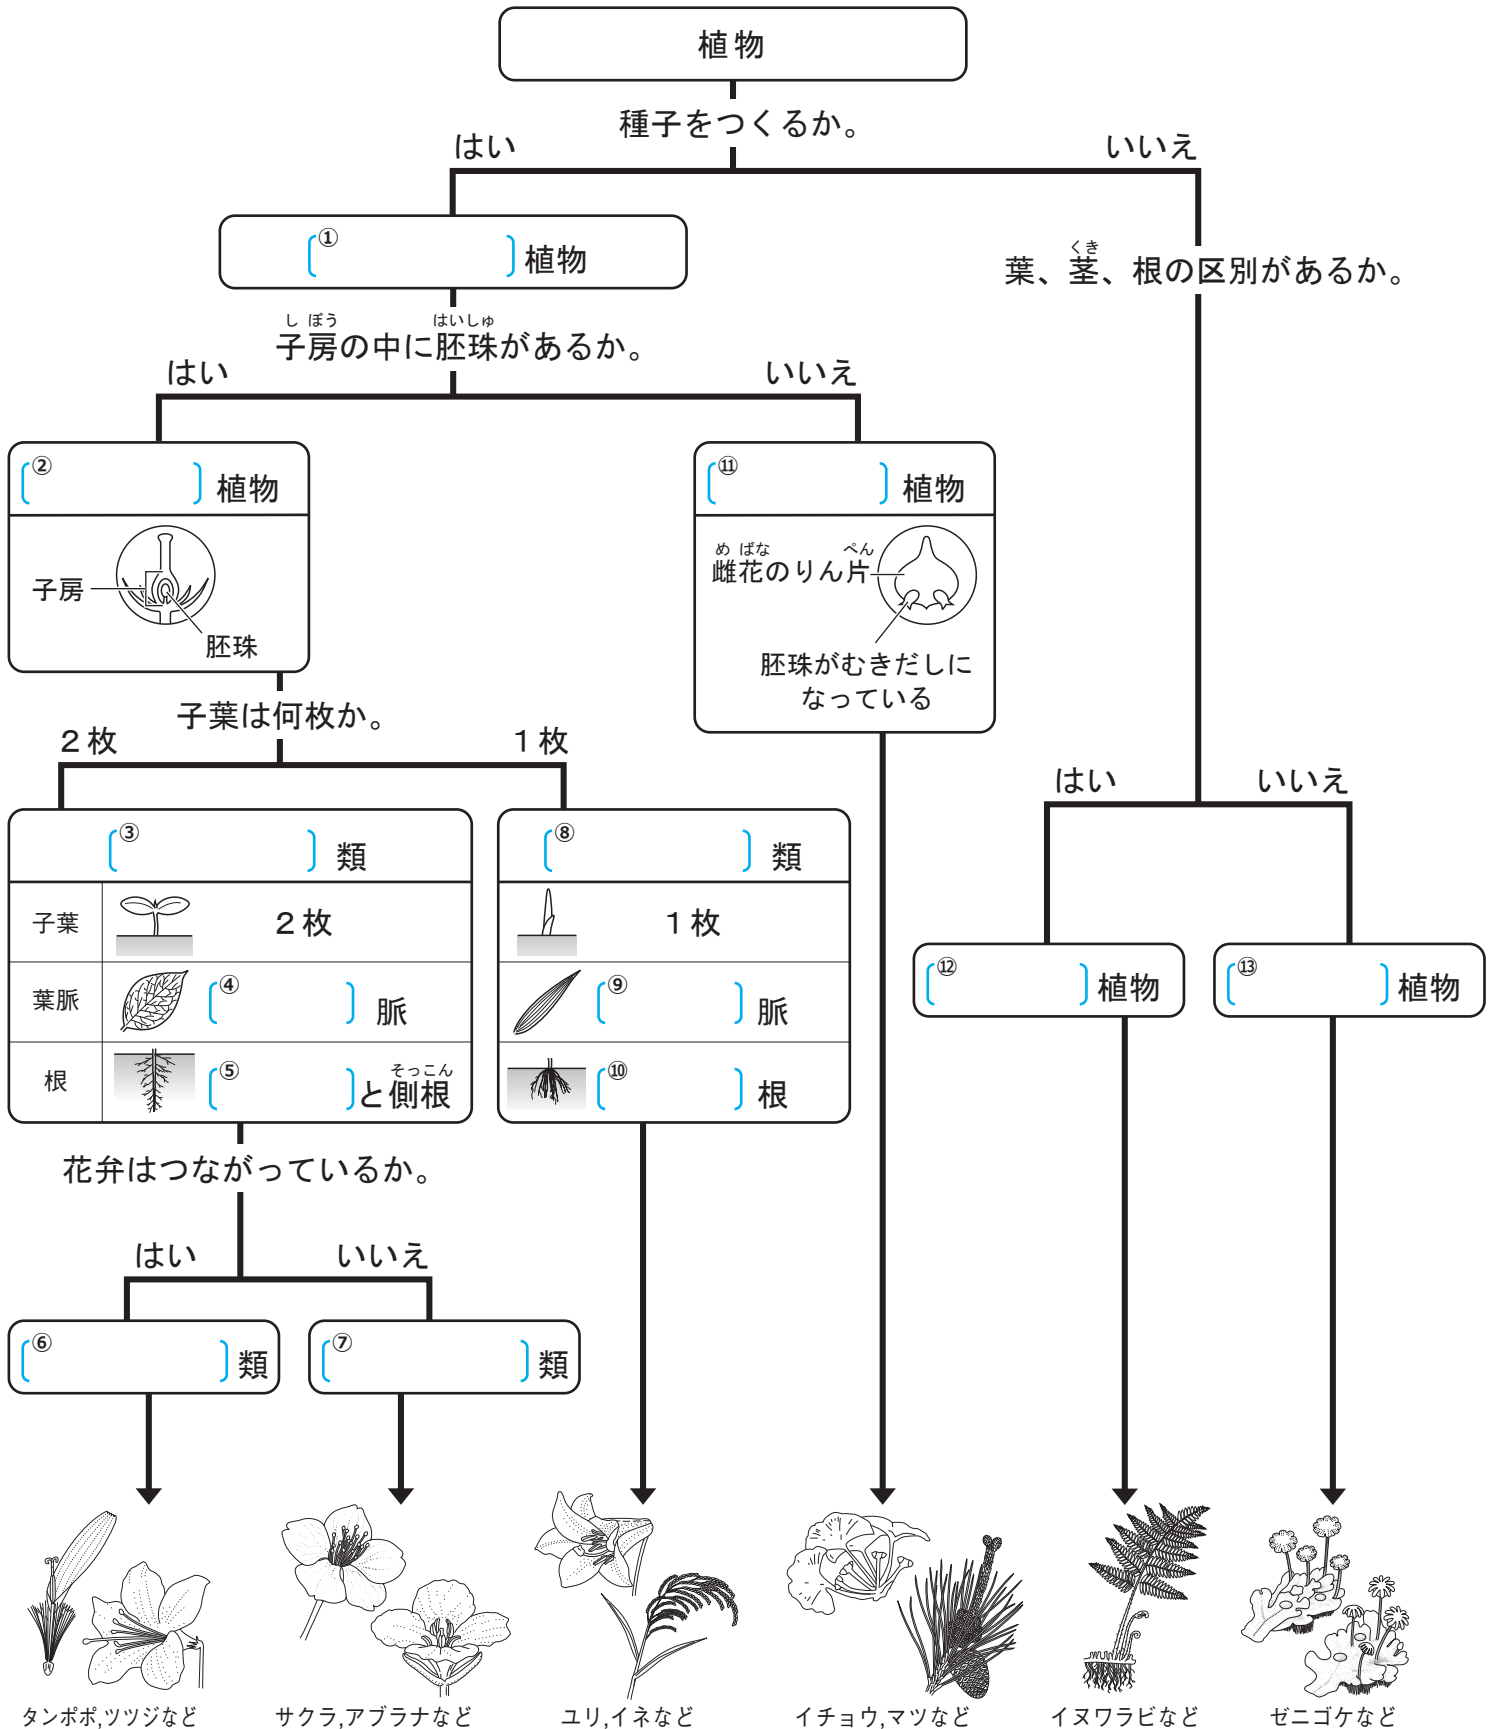 植物
種子をつくるか。
はい
いいえ
① 植物
葉、茎、根の区別があるか。
くき
子房の中に胚珠があるか。
し ぼう
はいしゅ
はい
いいえ
② 植物
子房
胚珠
⑪ 植物
め ばな
ぺん
雌花のりん片
胚珠がむきだしに
なっている
子葉は何枚か。
2枚
1枚
はい
いいえ
③ 類
子葉
2枚
葉脈
④ 脈
根
⑤ と側根
そっこん
⑧ 類
1枚
⑨ 脈
⑩ 根
⑫ 植物
⑬ 植物
花弁はつながっているか。
はい
いいえ
⑥ 類
⑦ 類
タンポポ,ツツジなど
サクラ,アブラナなど
ユリ,イネなど
イチョウ,マツなど
イヌワラビなど
ゼニゴケなど